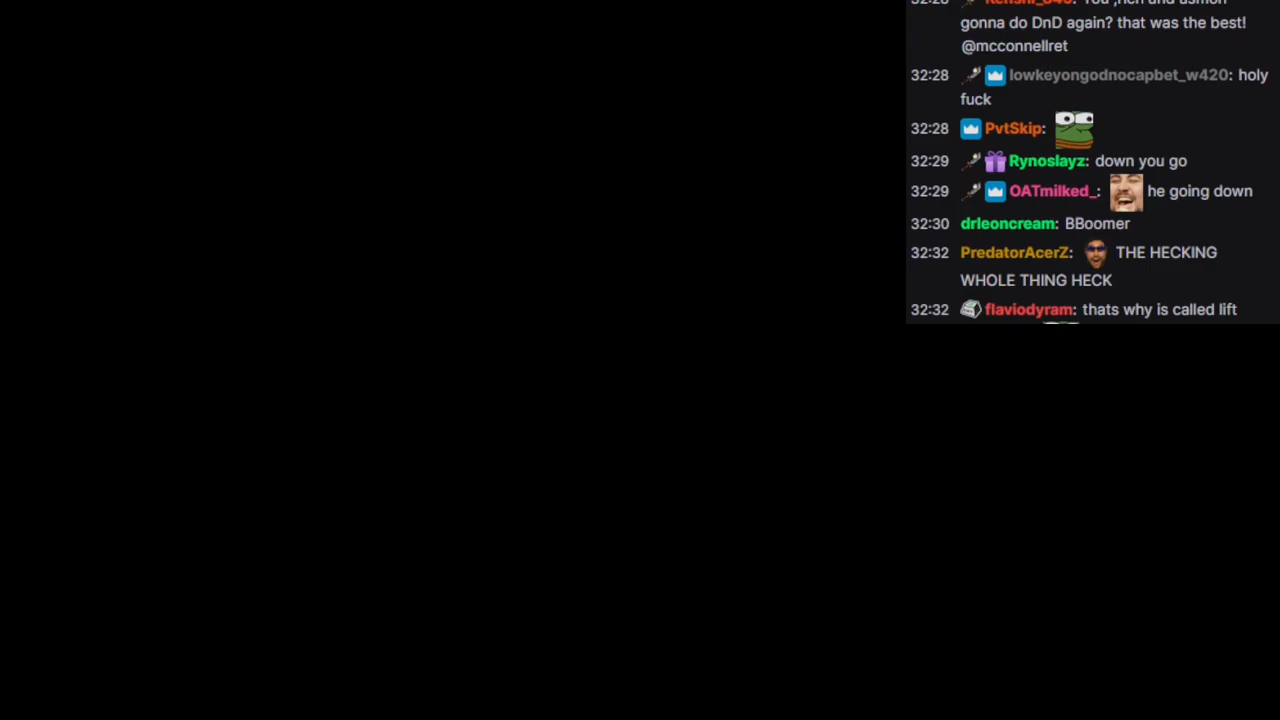 gonna do DnD again? that was the best!
@mcconnellret
32:28 lowkeyongodnocapbet_w420: holy
fuck
32:28 PvtSkip:
32:29 Rynoslayz: down you go
32:29 OATmilked_: he going down
32:30 drleoncream: BBoomer
32:32 PredatorAcerZ: THE HECKING
WHOLE THING HECK
32:32 flaviodyram: thats why is called lift